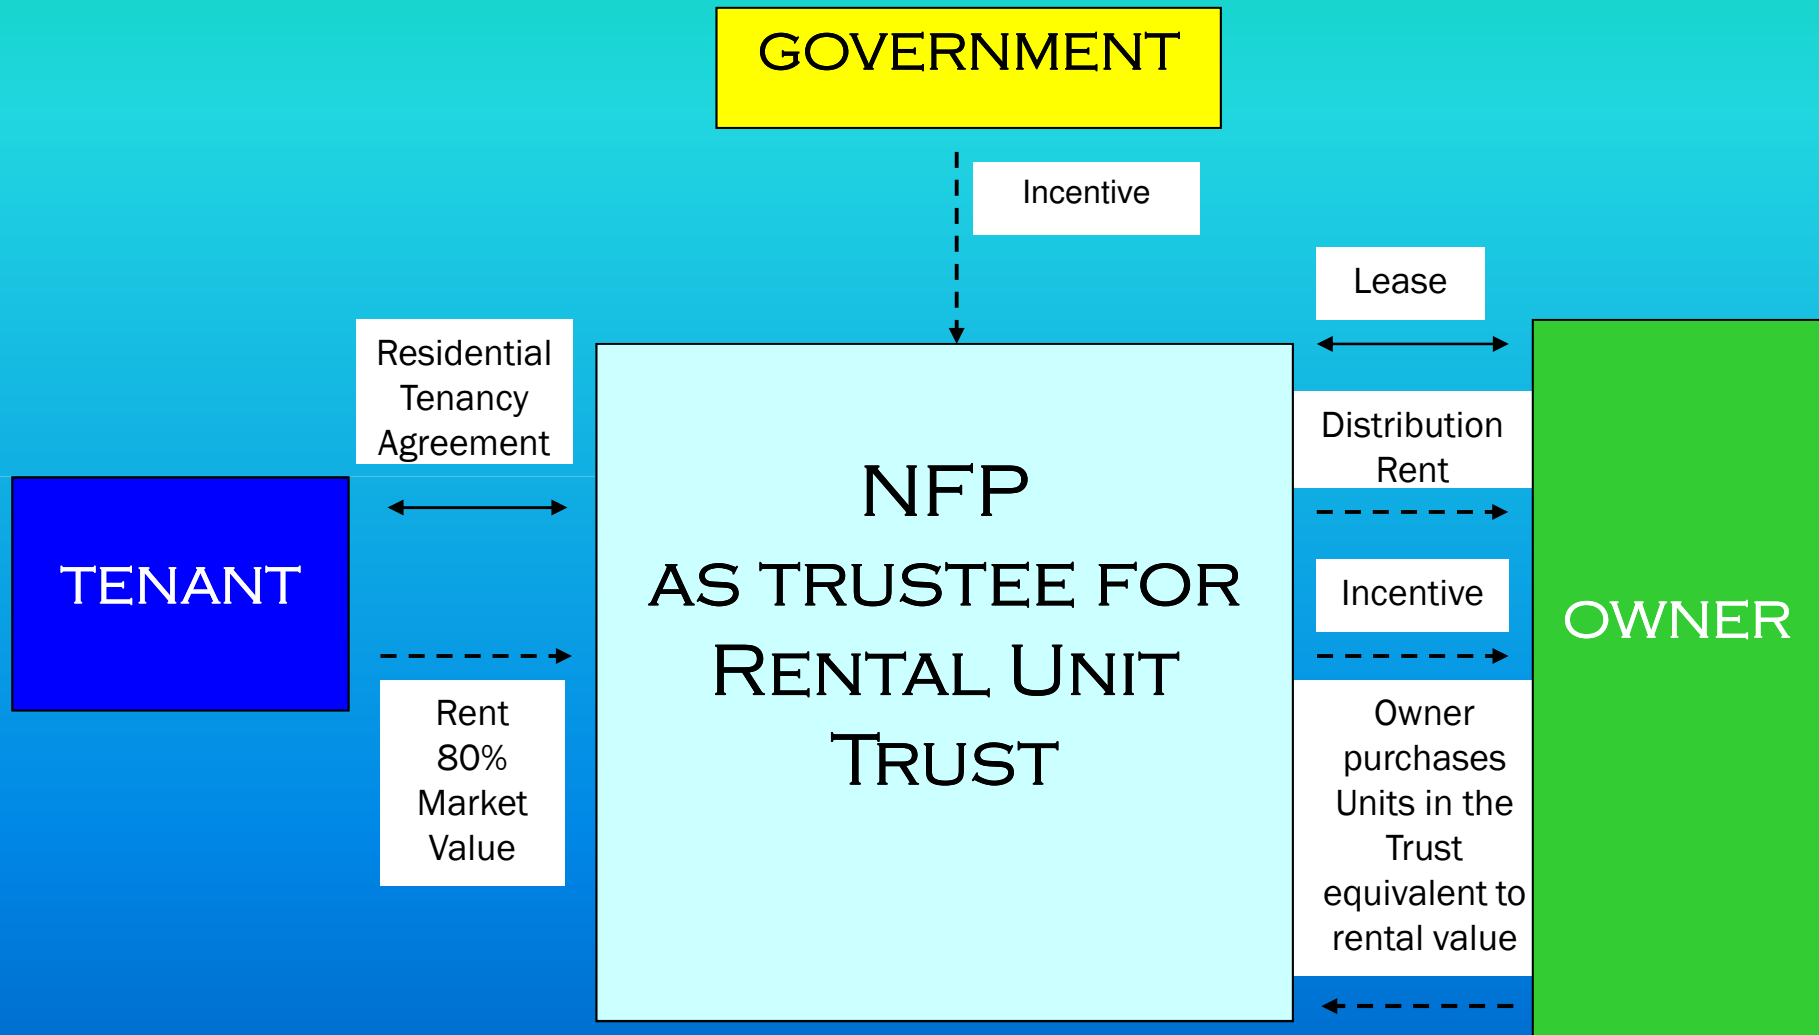 GOVERNMENT
Incentive
Lease
Residential
Tenancy
Agreement
Distribution
Rent
NFP
AS TRUSTEE FOR
RENTAL UNIT
TRUST
TENANT
Incentive
OWNER
Rent
80%
Market
Value
Owner
purchases
Units in the
Trust
equivalent to
rental value